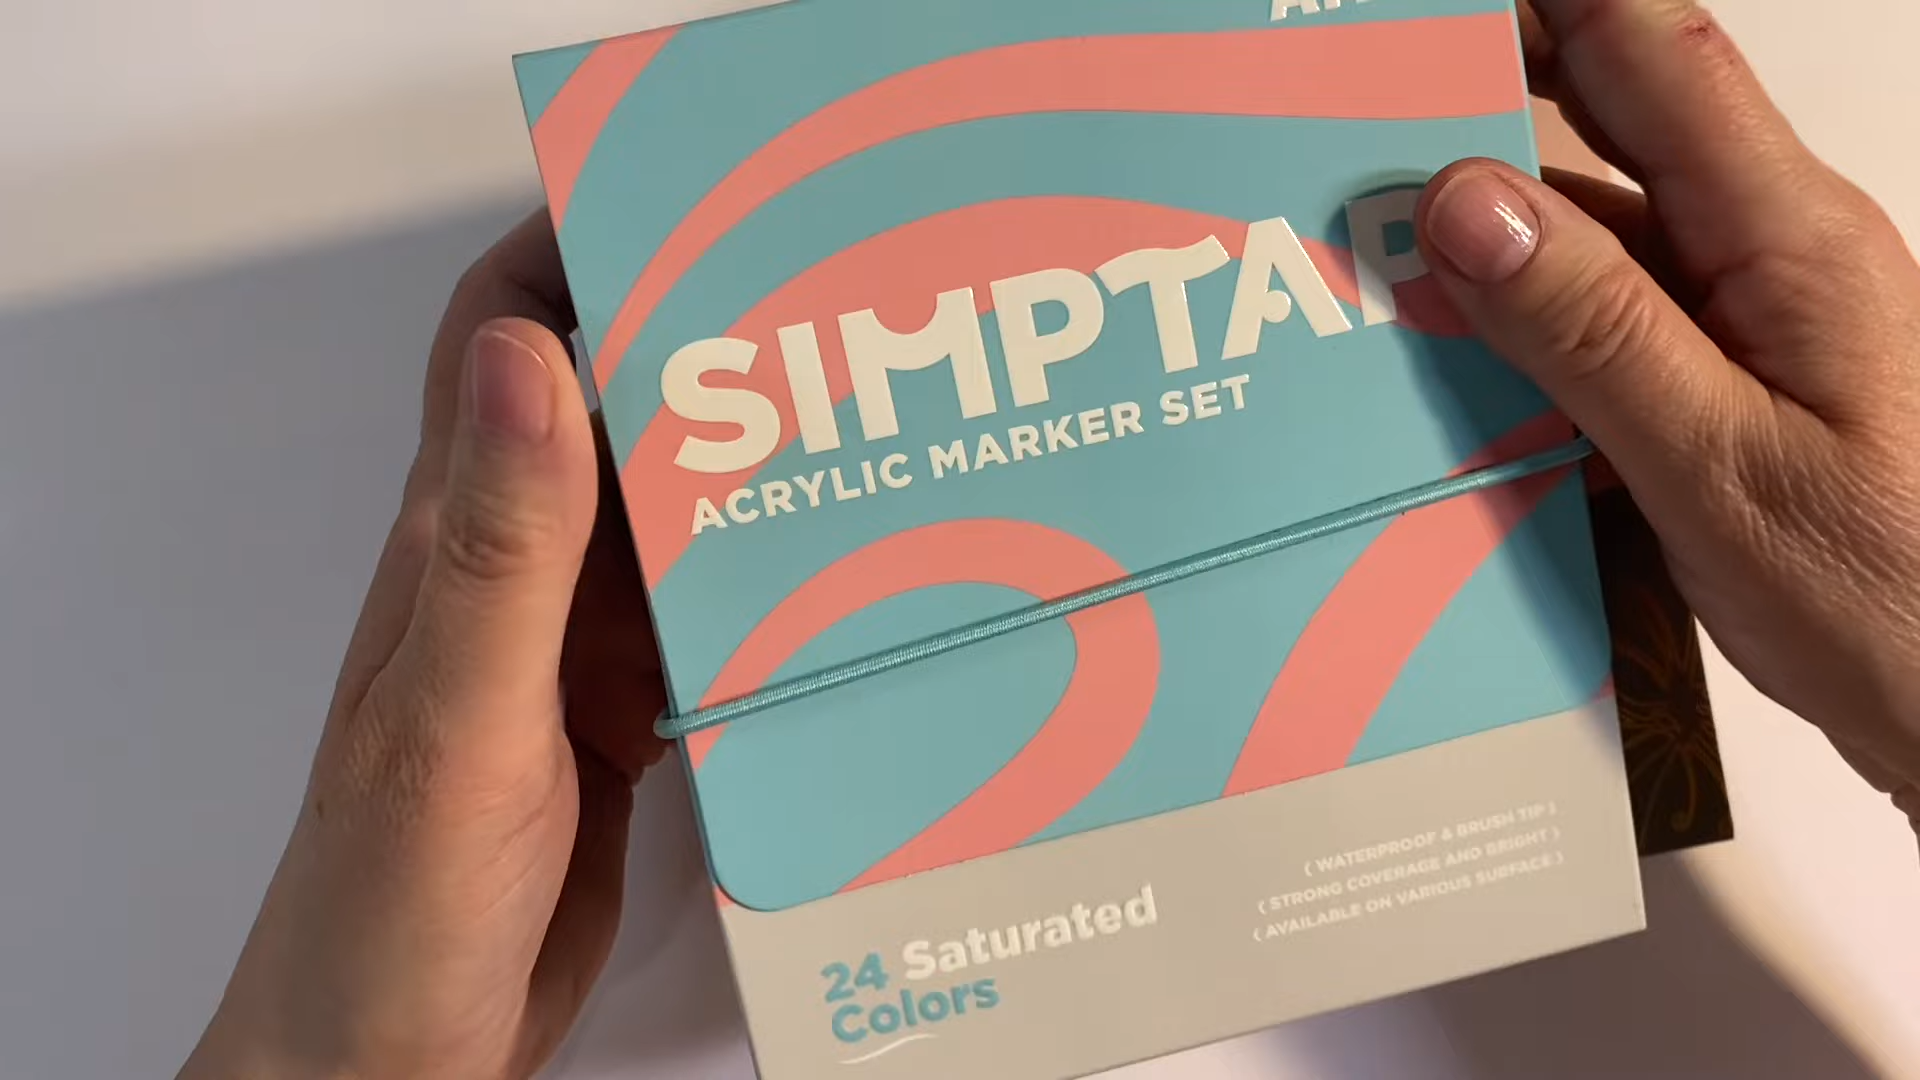 SIMPTAP
ACRYLIC MARKER SET
24 Saturated
Colors
( WATERPROOF & BRUSH TIP )
( STRONG COVERAGE AND BRIGHT )
( AVAILABLE ON VARIOUS SURFACE )